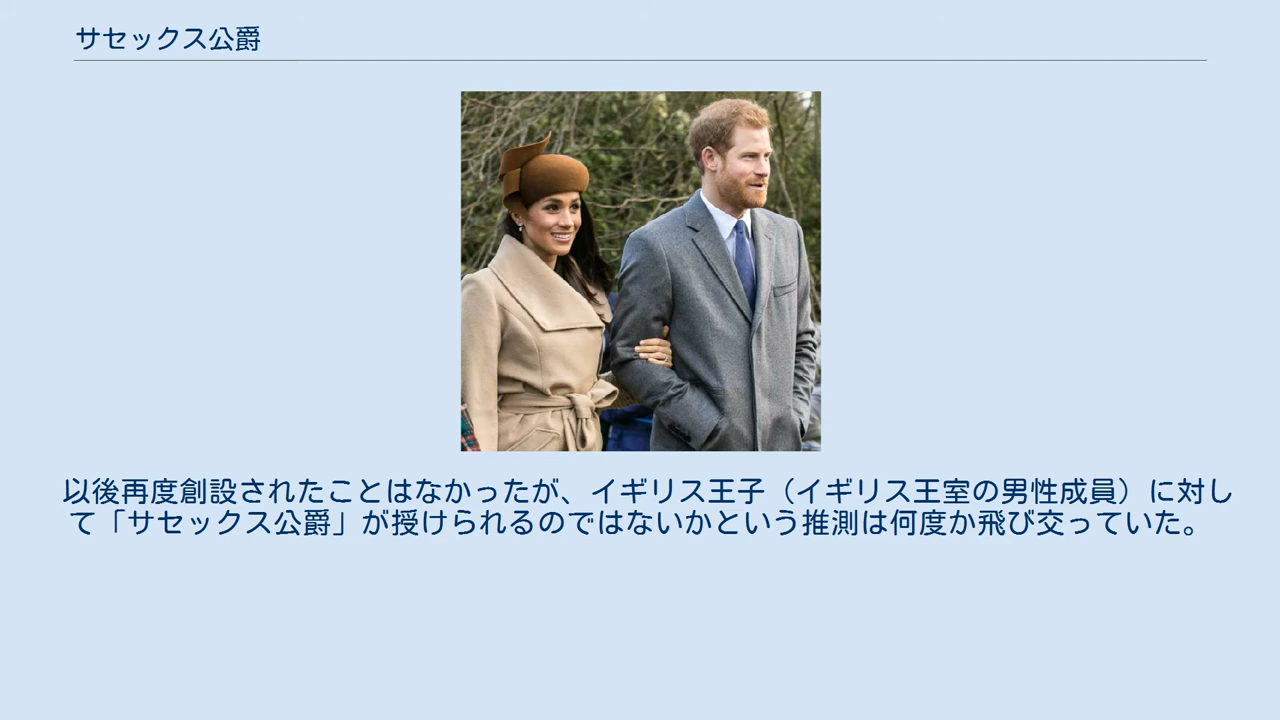 サセックス公爵
以後再度創設されたことはなかったが、イギリス王子（イギリス王室の男性成員）に対し
て「サセックス公爵」が授けられるのではないかという推測は何度か飛び交っていた。